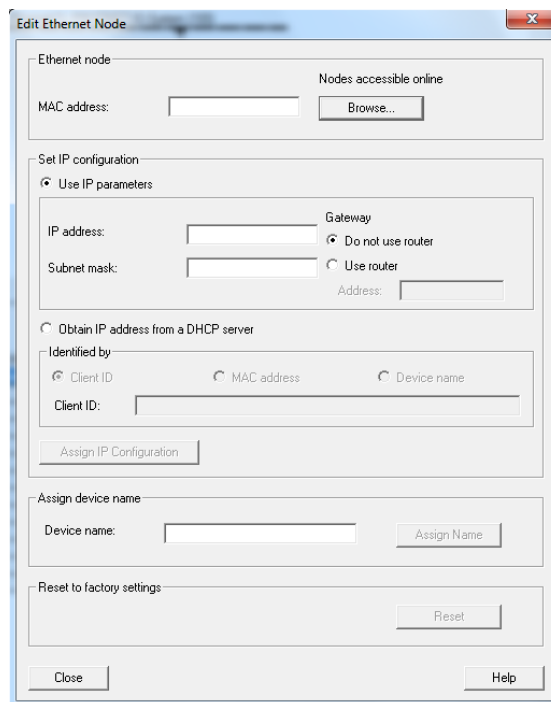 Edit Ethernet Node
Ethernet node
Nodes accessible online
MAC address:
Browse...
Set IP configuration
Use IP parameters
Gateway
IP address:
Do not use router
Subnet mask:
Use router
Address:
Obtain IP address from a DHCP server
Identified by
Client ID
MAC address
Device name
Client ID:
Assign IP Configuration
Assign device name
Device name:
Assign Name
Reset to factory settings
Reset
Close
Help